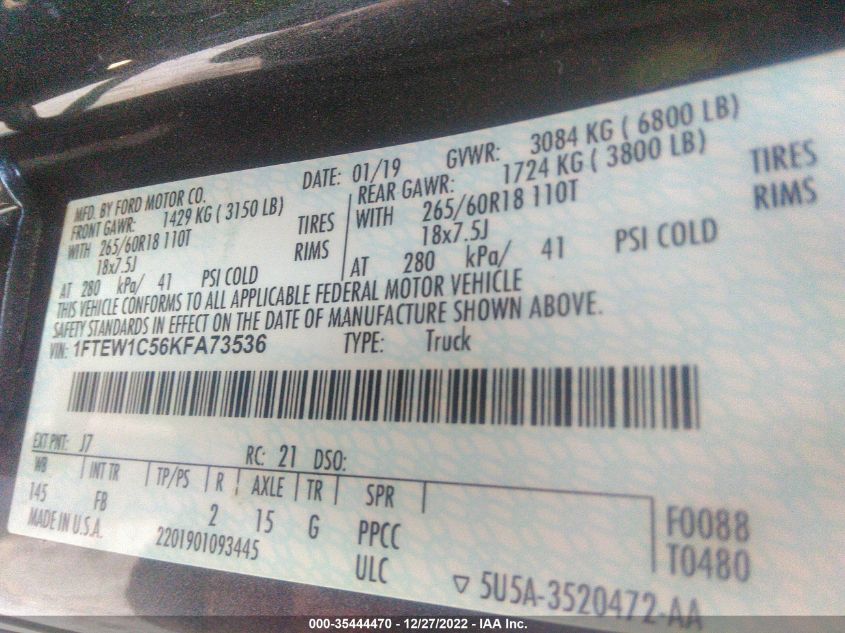 MFD. BY FORD MOTOR CO.
DATE: 01/19 GVWR: 3084 KG ( 6800 LB)
FRONT GAWR: 1429 KG ( 3150 LB)
REAR GAWR: 1724 KG ( 3800 LB)
WITH 265/60R18 110T TIRES
WITH 265/60R18 110T TIRES
18x7.5J RIMS
18x7.5J RIMS
AT 280 kPa/ 41 PSI COLD
AT 280 kPa/ 41 PSI COLD
THIS VEHICLE CONFORMS TO ALL APPLICABLE FEDERAL MOTOR VEHICLE
SAFETY STANDARDS IN EFFECT ON THE DATE OF MANUFACTURE SHOWN ABOVE.
VIN: 1FTEW1C56KFA73536 TYPE: Truck
EXT PNT: J7 RC: 21 DSO:
WB INT TR TP/PS R AXLE TR SPR
145 FB 2 15 G PPCC F0088
MADE IN U.S.A. 2201901093445 ULC T0480
▽ 5U5A-3520472-AA
000-35444470 - 12/27/2022 - IAA Inc.